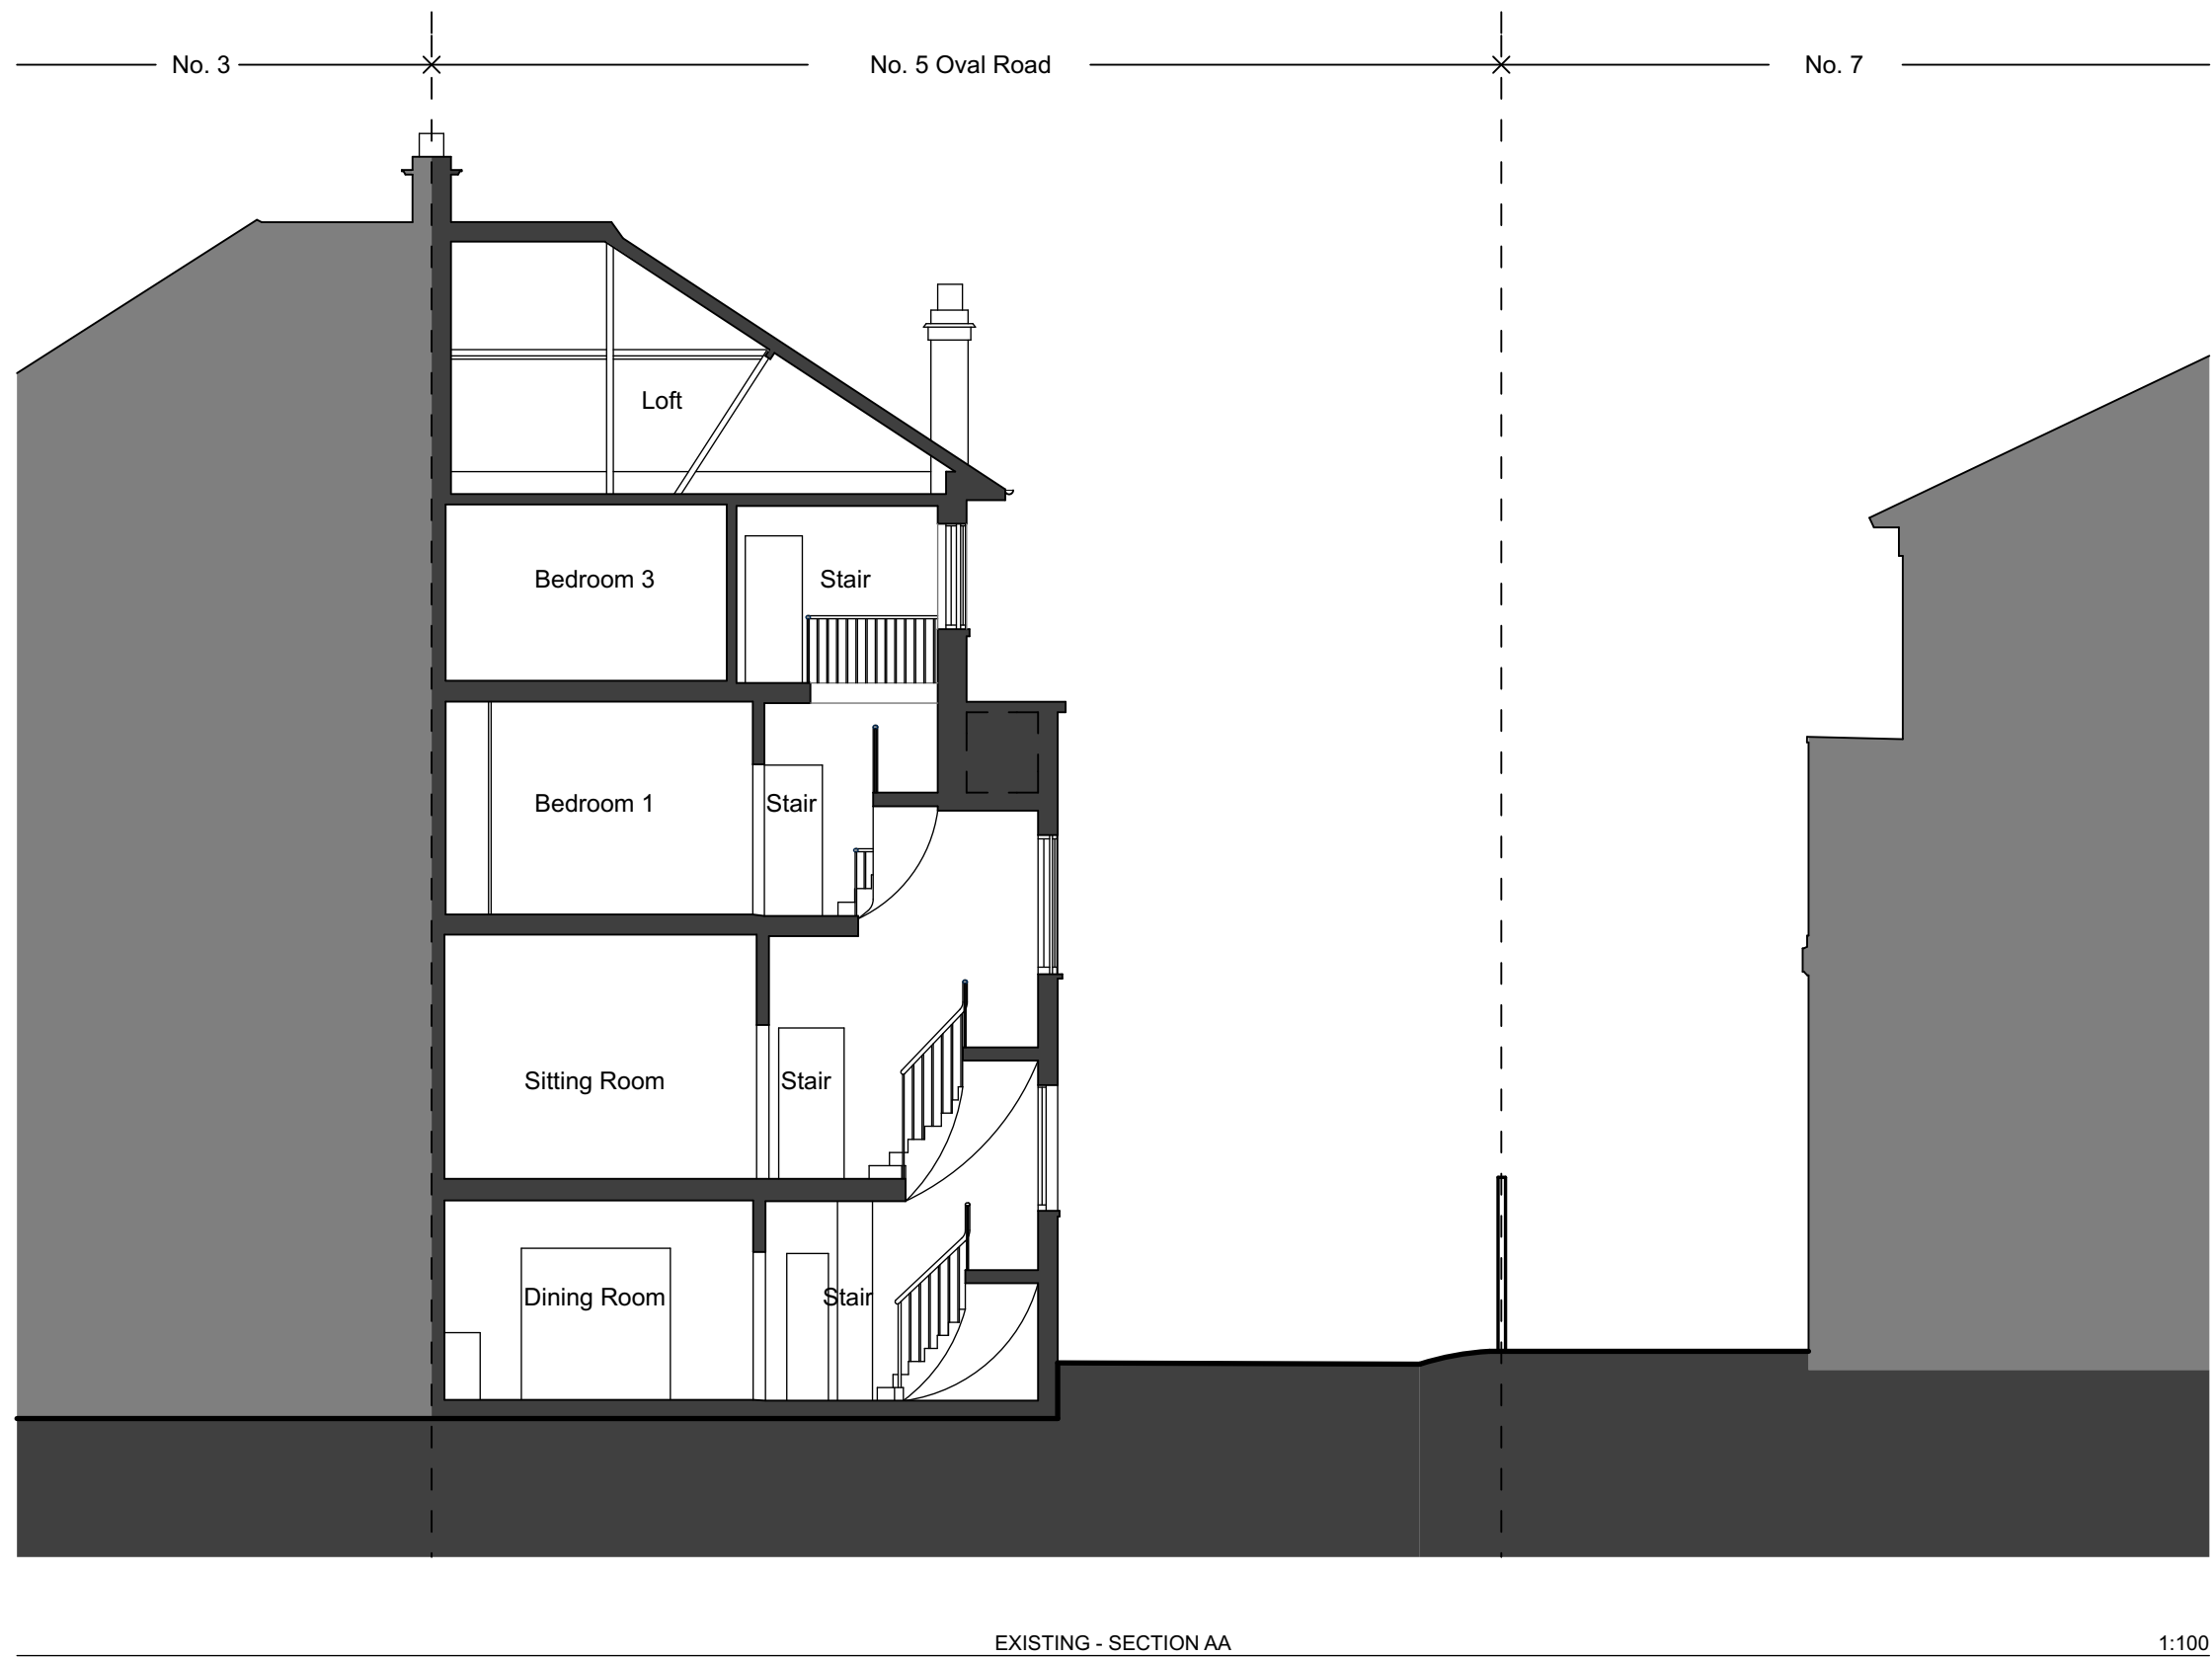 No. 3
No. 5 Oval Road
No. 7
Loft
Bedroom 3
Stair
Bedroom 1
Stair
Sitting Room
Stair
Dining Room
Stair
EXISTING - SECTION AA
1:100